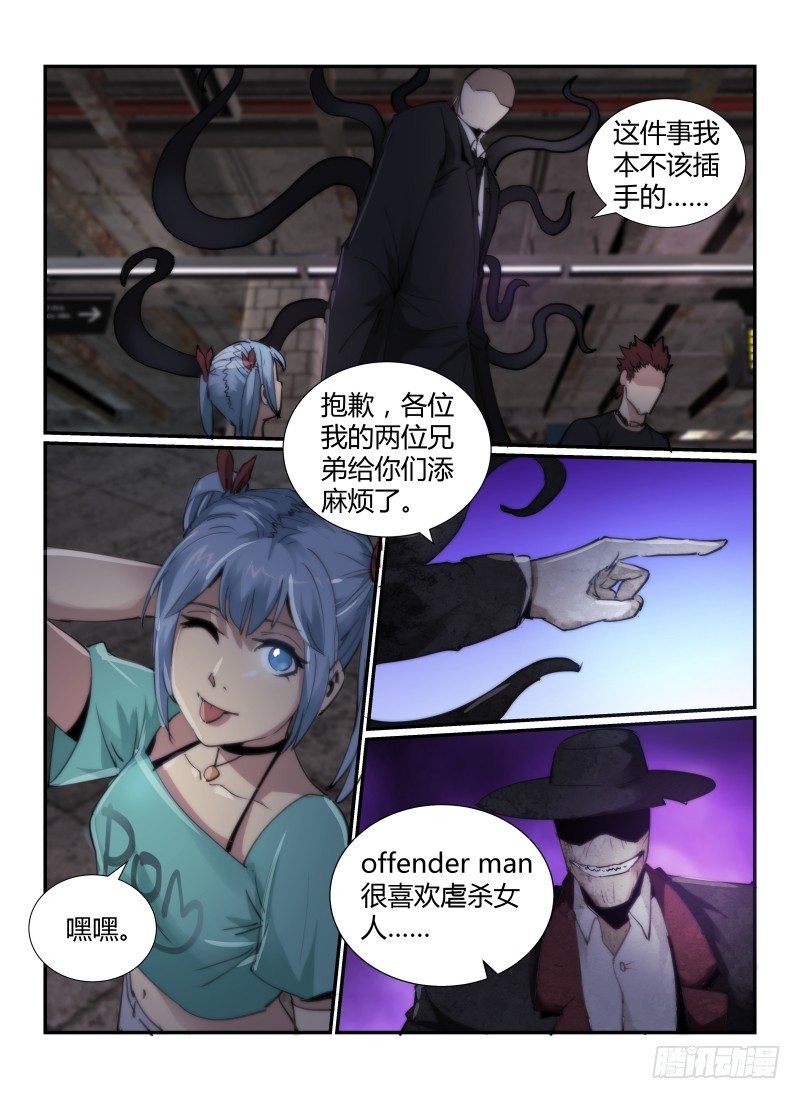 这件事我
本不该插
手的……
抱歉，各位
我的两位兄
弟给你们添
麻烦了。
嘿嘿。
offender man
很喜欢虐杀女
人……
腾讯动漫